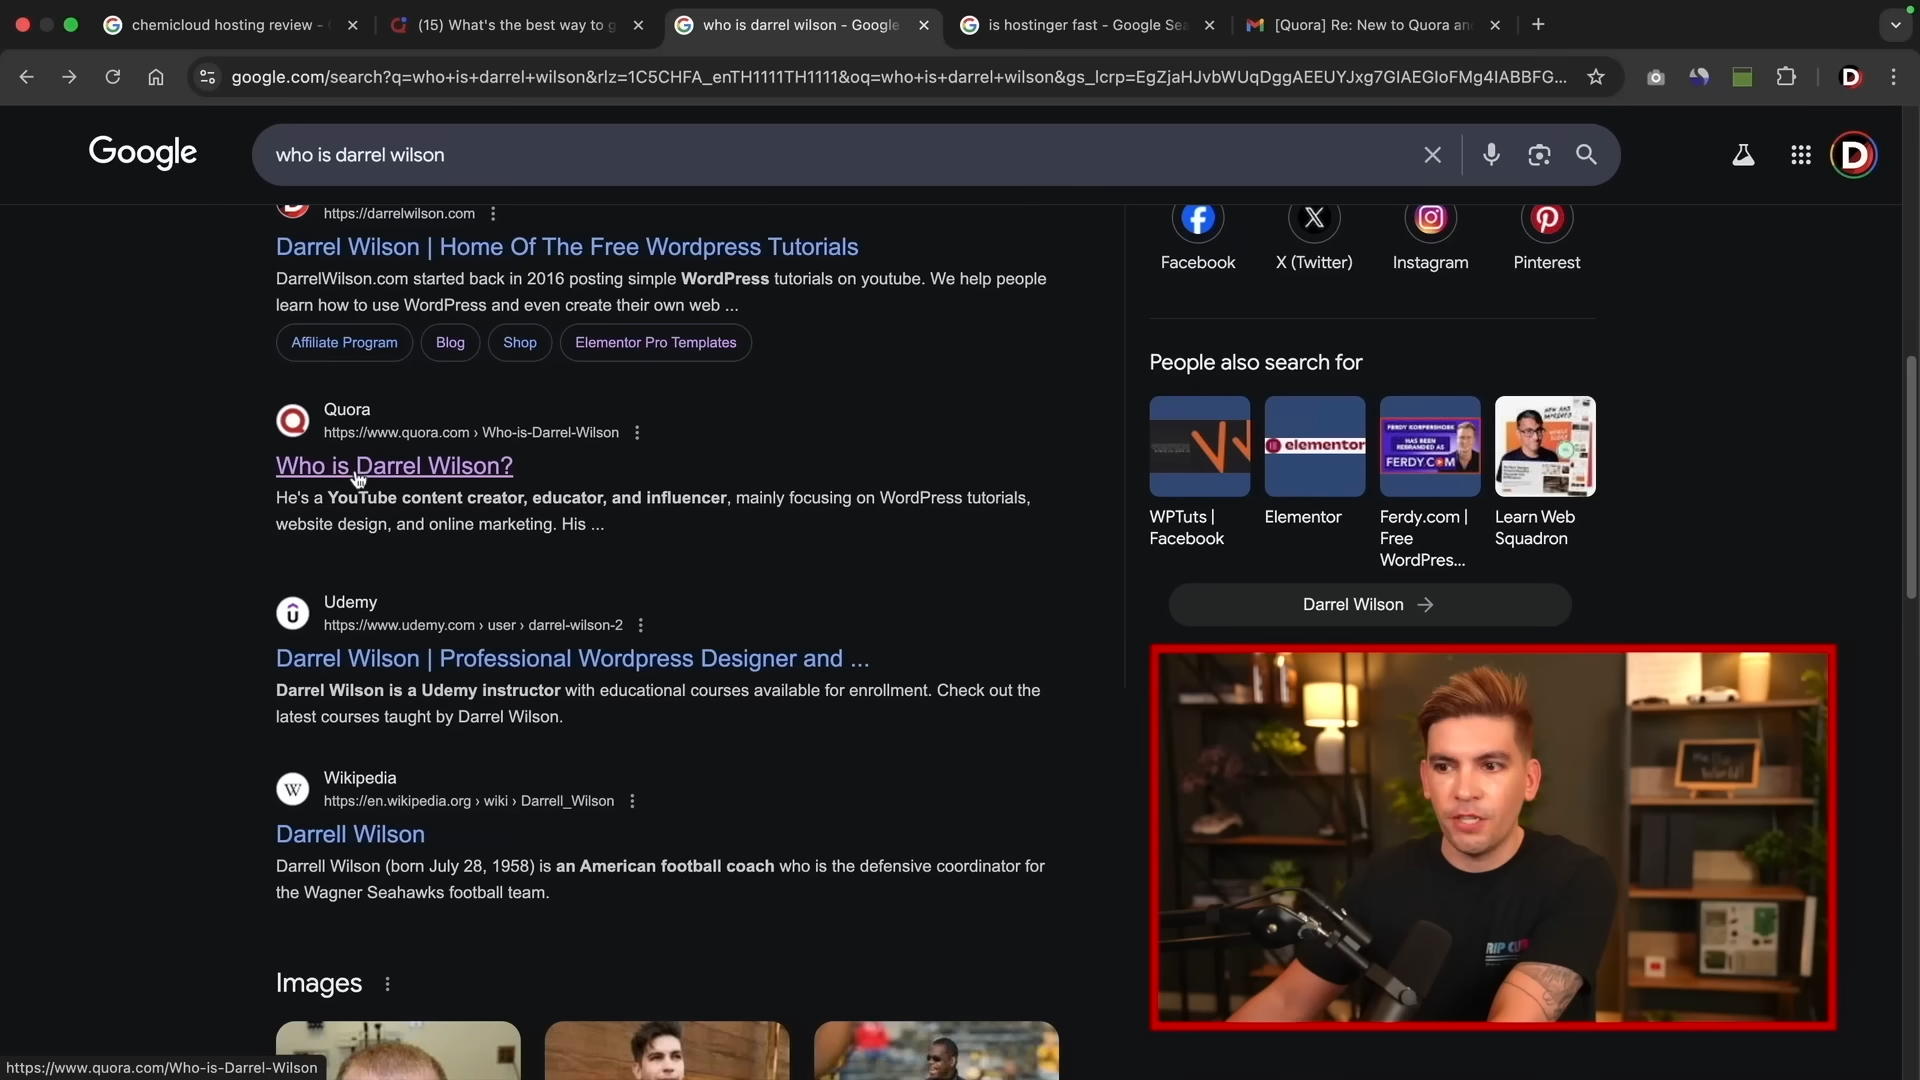 chemicloud hosting review -
(15) What's the best way to g
who is darrel wilson - Google
is hostinger fast - Google Sea
[Quora] Re: New to Quora an
google.com/search?q=who+is+darrel+wilson&rlz=1C5CHFA_enTH1111TH1111&oq=who+is+darrel+wilson&gs_lcrp=EgZjaHJvbWUqDggAEEUYJxg7GIAEGIoFMg4IABBFG...
D
Google
who is darrel wilson
D
https://darrelwilson.com
Darrel Wilson | Home Of The Free Wordpress Tutorials
DarrelWilson.com started back in 2016 posting simple WordPress tutorials on youtube. We help people
learn how to use WordPress and even create their own web ...
Affiliate Program
Blog
Shop
Elementor Pro Templates
Quora
https://www.quora.com › Who-is-Darrel-Wilson
Who is Darrel Wilson?
He's a YouTube content creator, educator, and influencer, mainly focusing on WordPress tutorials,
website design, and online marketing. His ...
Udemy
https://www.udemy.com › user › darrel-wilson-2
Darrel Wilson | Professional Wordpress Designer and ...
Darrel Wilson is a Udemy instructor with educational courses available for enrollment. Check out the
latest courses taught by Darrel Wilson.
W
Wikipedia
https://en.wikipedia.org › wiki › Darrell_Wilson
Darrell Wilson
Darrell Wilson (born July 28, 1958) is an American football coach who is the defensive coordinator for
the Wagner Seahawks football team.
Images
https://www.quora.com/Who-is-Darrel-Wilson
Facebook
X (Twitter)
Instagram
Pinterest
People also search for
elementor
FERDY KORPERSHOEK
HAS BEEN
REBRANDED AS
FERDY.COM
WPTuts |
Facebook
Elementor
Ferdy.com |
Free
WordPres...
Learn Web
Squadron
Darrel Wilson →
Hello
World!